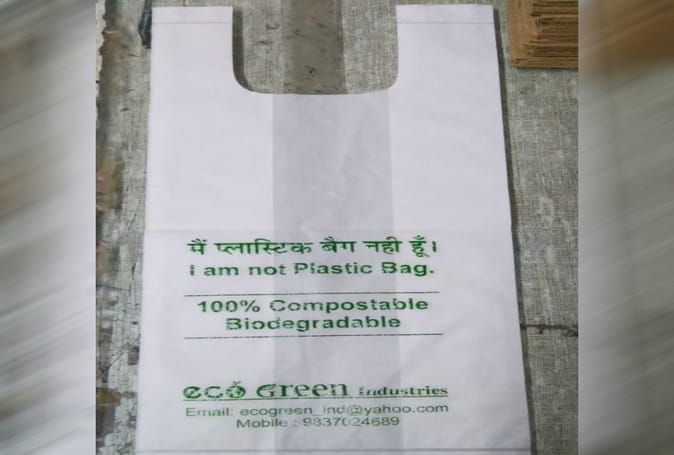 मैं प्लास्टिक बैग नही हूँ।
I am not Plastic Bag.
100% Compostable
Biodegradable
eco Green Industries
Email: ecogreen_ind@yahoo.com
Mobile : 9837024689